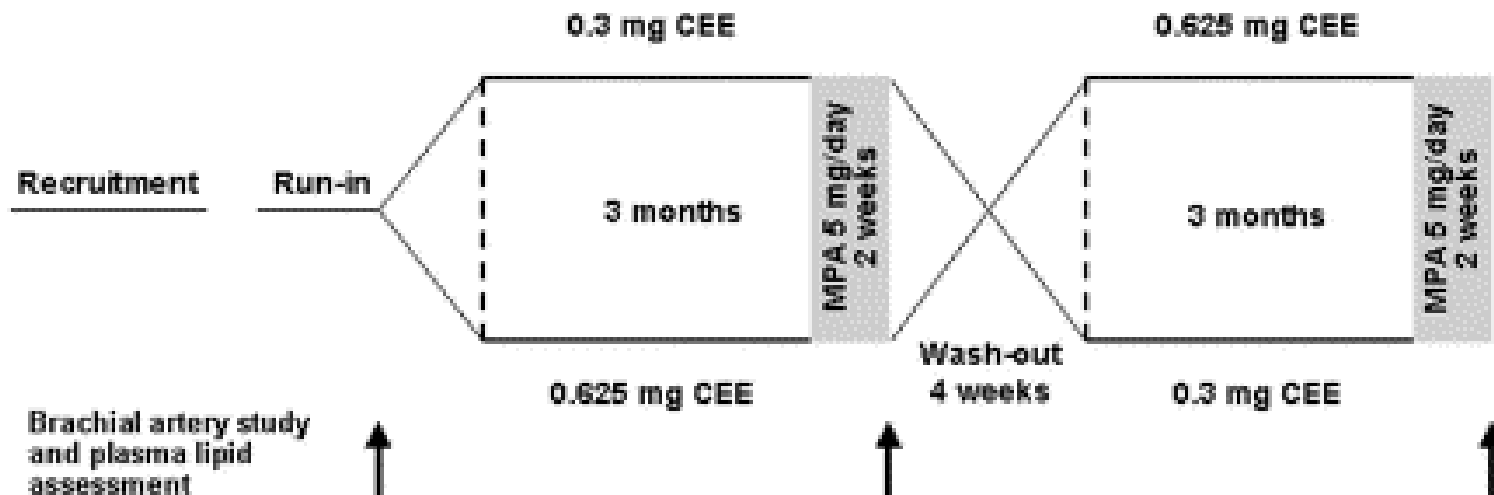 0.3 mg CEE
0.625 mg CEE
Recruitment
Run-in
3 months
MPA 5 mg/day
2 weeks
3 months
MPA 5 mg/day
2 weeks
Wash-out
4 weeks
0.625 mg CEE
0.3 mg CEE
Brachial artery study
and plasma lipid
assessment